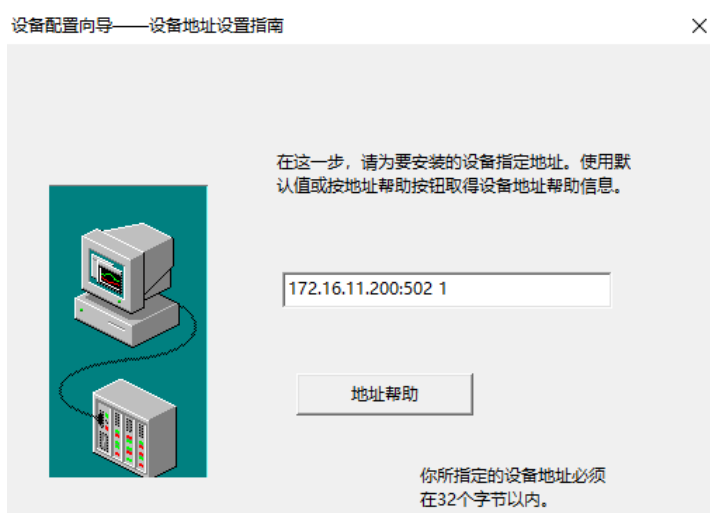 设备配置向导——设备地址设置指南
在这一步，请为要安装的设备指定地址。使用默
认值或按地址帮助按钮取得设备地址帮助信息。
172.16.11.200:502 1
地址帮助
你所指定的设备地址必须
在32个字节以内。